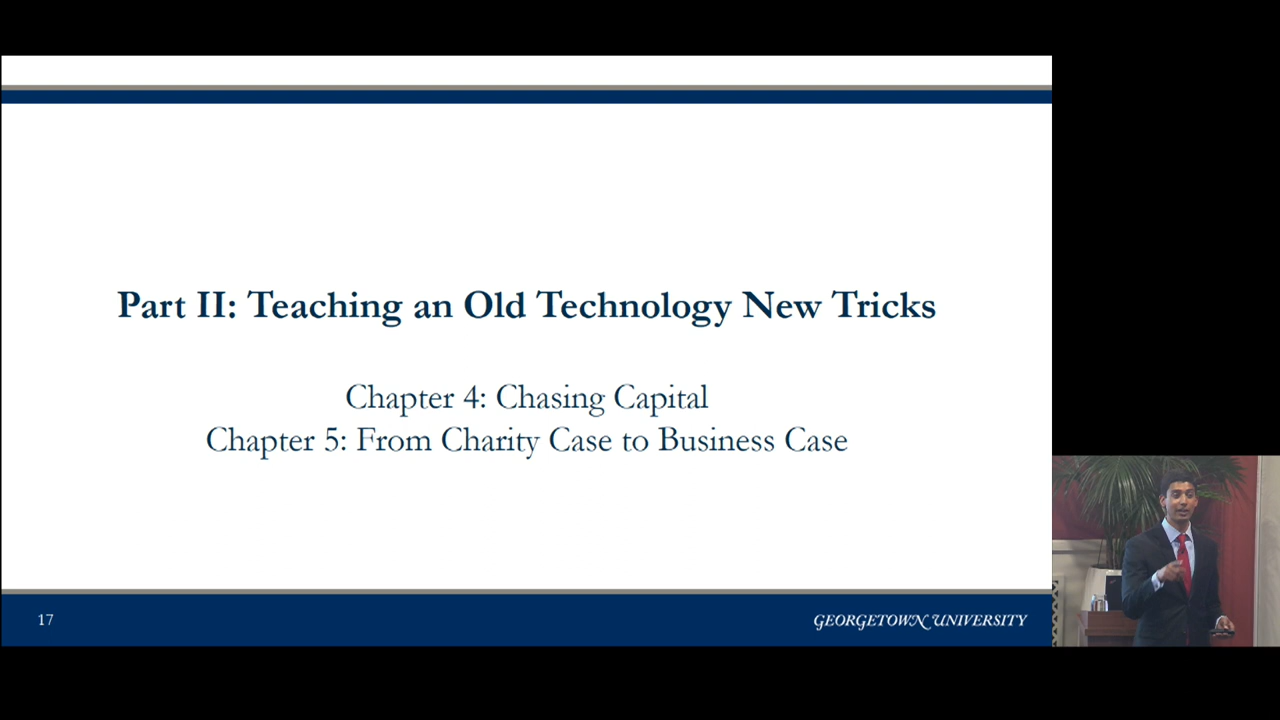 Part II: Teaching an Old Technology New Tricks
Chapter 4: Chasing Capital
Chapter 5: From Charity Case to Business Case
17
GEORGETOWN UNIVERSITY